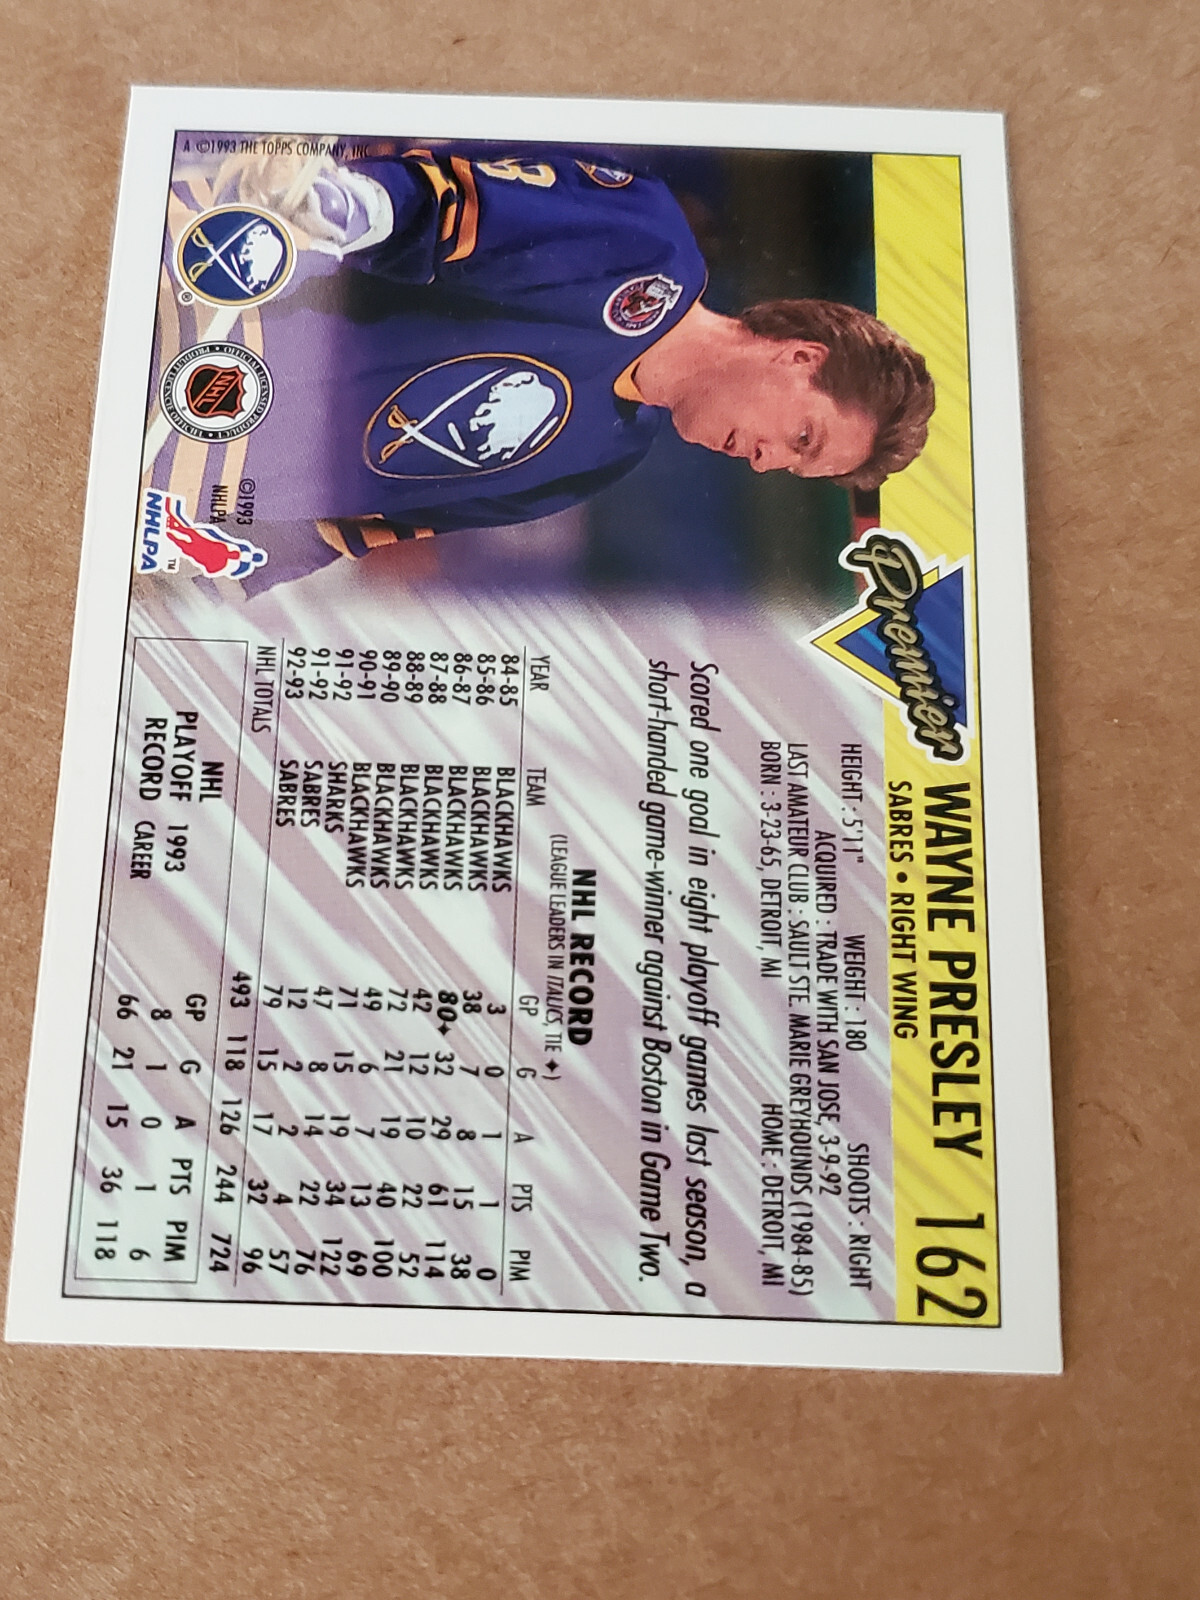 Premier
WAYNE PRESLEY 162
SABRES • RIGHT WING
HEIGHT : 5'11" WEIGHT : 180 SHOOTS : RIGHT
ACQUIRED : TRADE WITH SAN JOSE, 3-9-92
LAST AMATEUR CLUB : SAULT STE. MARIE GREYHOUNDS (1984-85)
BORN : 3-23-65, DETROIT, MI HOME : DETROIT, MI
Scored one goal in eight playoff games last season, a
short-handed game-winner against Boston in Game Two.
NHL RECORD
(LEAGUE LEADERS IN ITALICS, TIE ♦)
YEAR TEAM GP G A PTS PIM
84-85 BLACKHAWKS 3 0 1 1 0
85-86 BLACKHAWKS 38 7 8 15 38
86-87 BLACKHAWKS 80♦ 32 29 61 114
87-88 BLACKHAWKS 42 12 10 22 52
88-89 BLACKHAWKS 72 21 19 40 100
89-90 BLACKHAWKS 49 6 7 13 69
90-91 BLACKHAWKS 71 15 19 34 122
91-92 SHARKS 47 8 14 22 76
91-92 SABRES 12 2 2 4 57
92-93 SABRES 79 15 17 32 96
NHL TOTALS 493 118 126 244 724
NHL GP G A PTS PIM
PLAYOFF 1993 8 1 0 1 6
RECORD CAREER 66 21 15 36 118
A ©1993 THE TOPPS COMPANY, INC.
®
OFFICIAL LICENSED PRODUCT •
NHL
®
©1993
NHLPA
NHLPA
TM